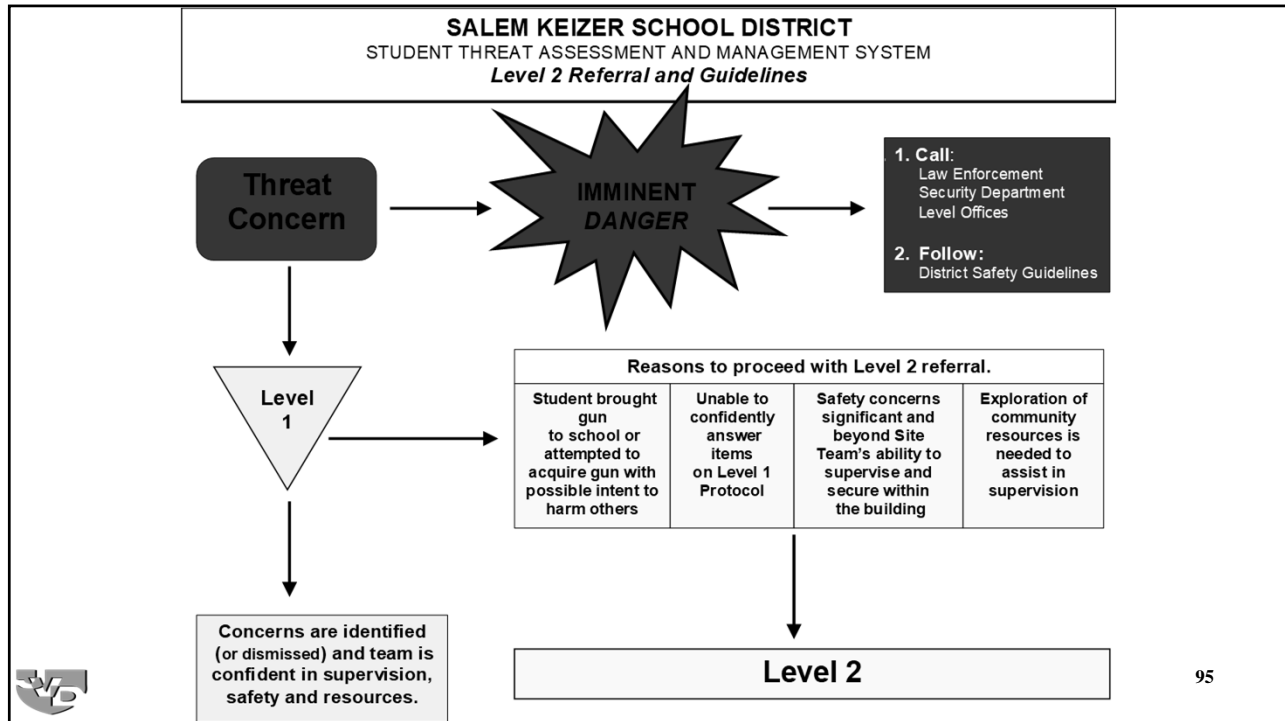 SALEM KEIZER SCHOOL DISTRICT
STUDENT THREAT ASSESSMENT AND MANAGEMENT SYSTEM
Level 2 Referral and Guidelines
Threat
Concern
IMMINENT
DANGER
1. Call:
Law Enforcement
Security Department
Level Offices
2. Follow:
District Safety Guidelines
Level
1
Reasons to proceed with Level 2 referral.
Student brought
gun
to school or
attempted to
acquire gun with
possible intent to
harm others
Unable to
confidently
answer
items
on Level 1
Protocol
Safety concerns
significant and
beyond Site
Team’s ability to
supervise and
secure within
the building
Exploration of
community
resources is
needed to
assist in
supervision
Concerns are identified
(or dismissed) and team is
confident in supervision,
safety and resources.
Level 2
95